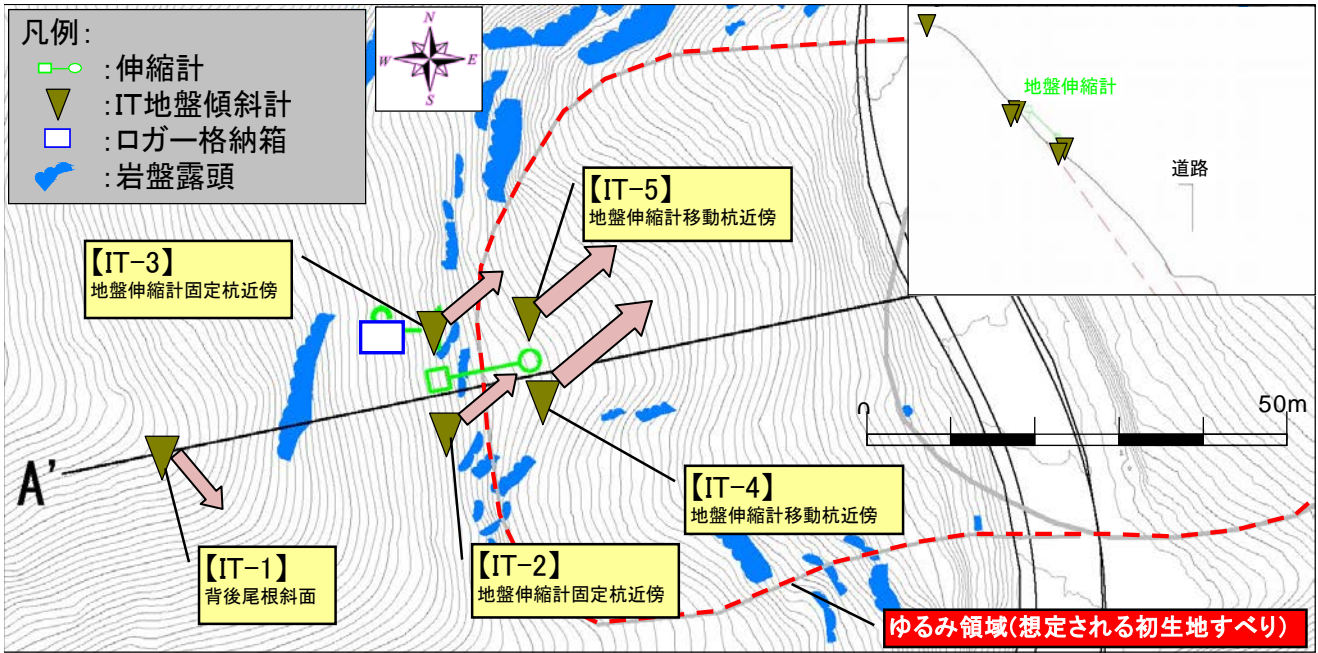 凡例:
:伸縮計
:IT地盤傾斜計
:ロガー格納箱
:岩盤露頭
N
W
E
S
地盤伸縮計
道路
【IT-5】
地盤伸縮計移動杭近傍
【IT-3】
地盤伸縮計固定杭近傍
0
50m
A'
【IT-4】
地盤伸縮計移動杭近傍
【IT-1】
背後尾根斜面
【IT-2】
地盤伸縮計固定杭近傍
ゆるみ領域(想定される初生地すべり)